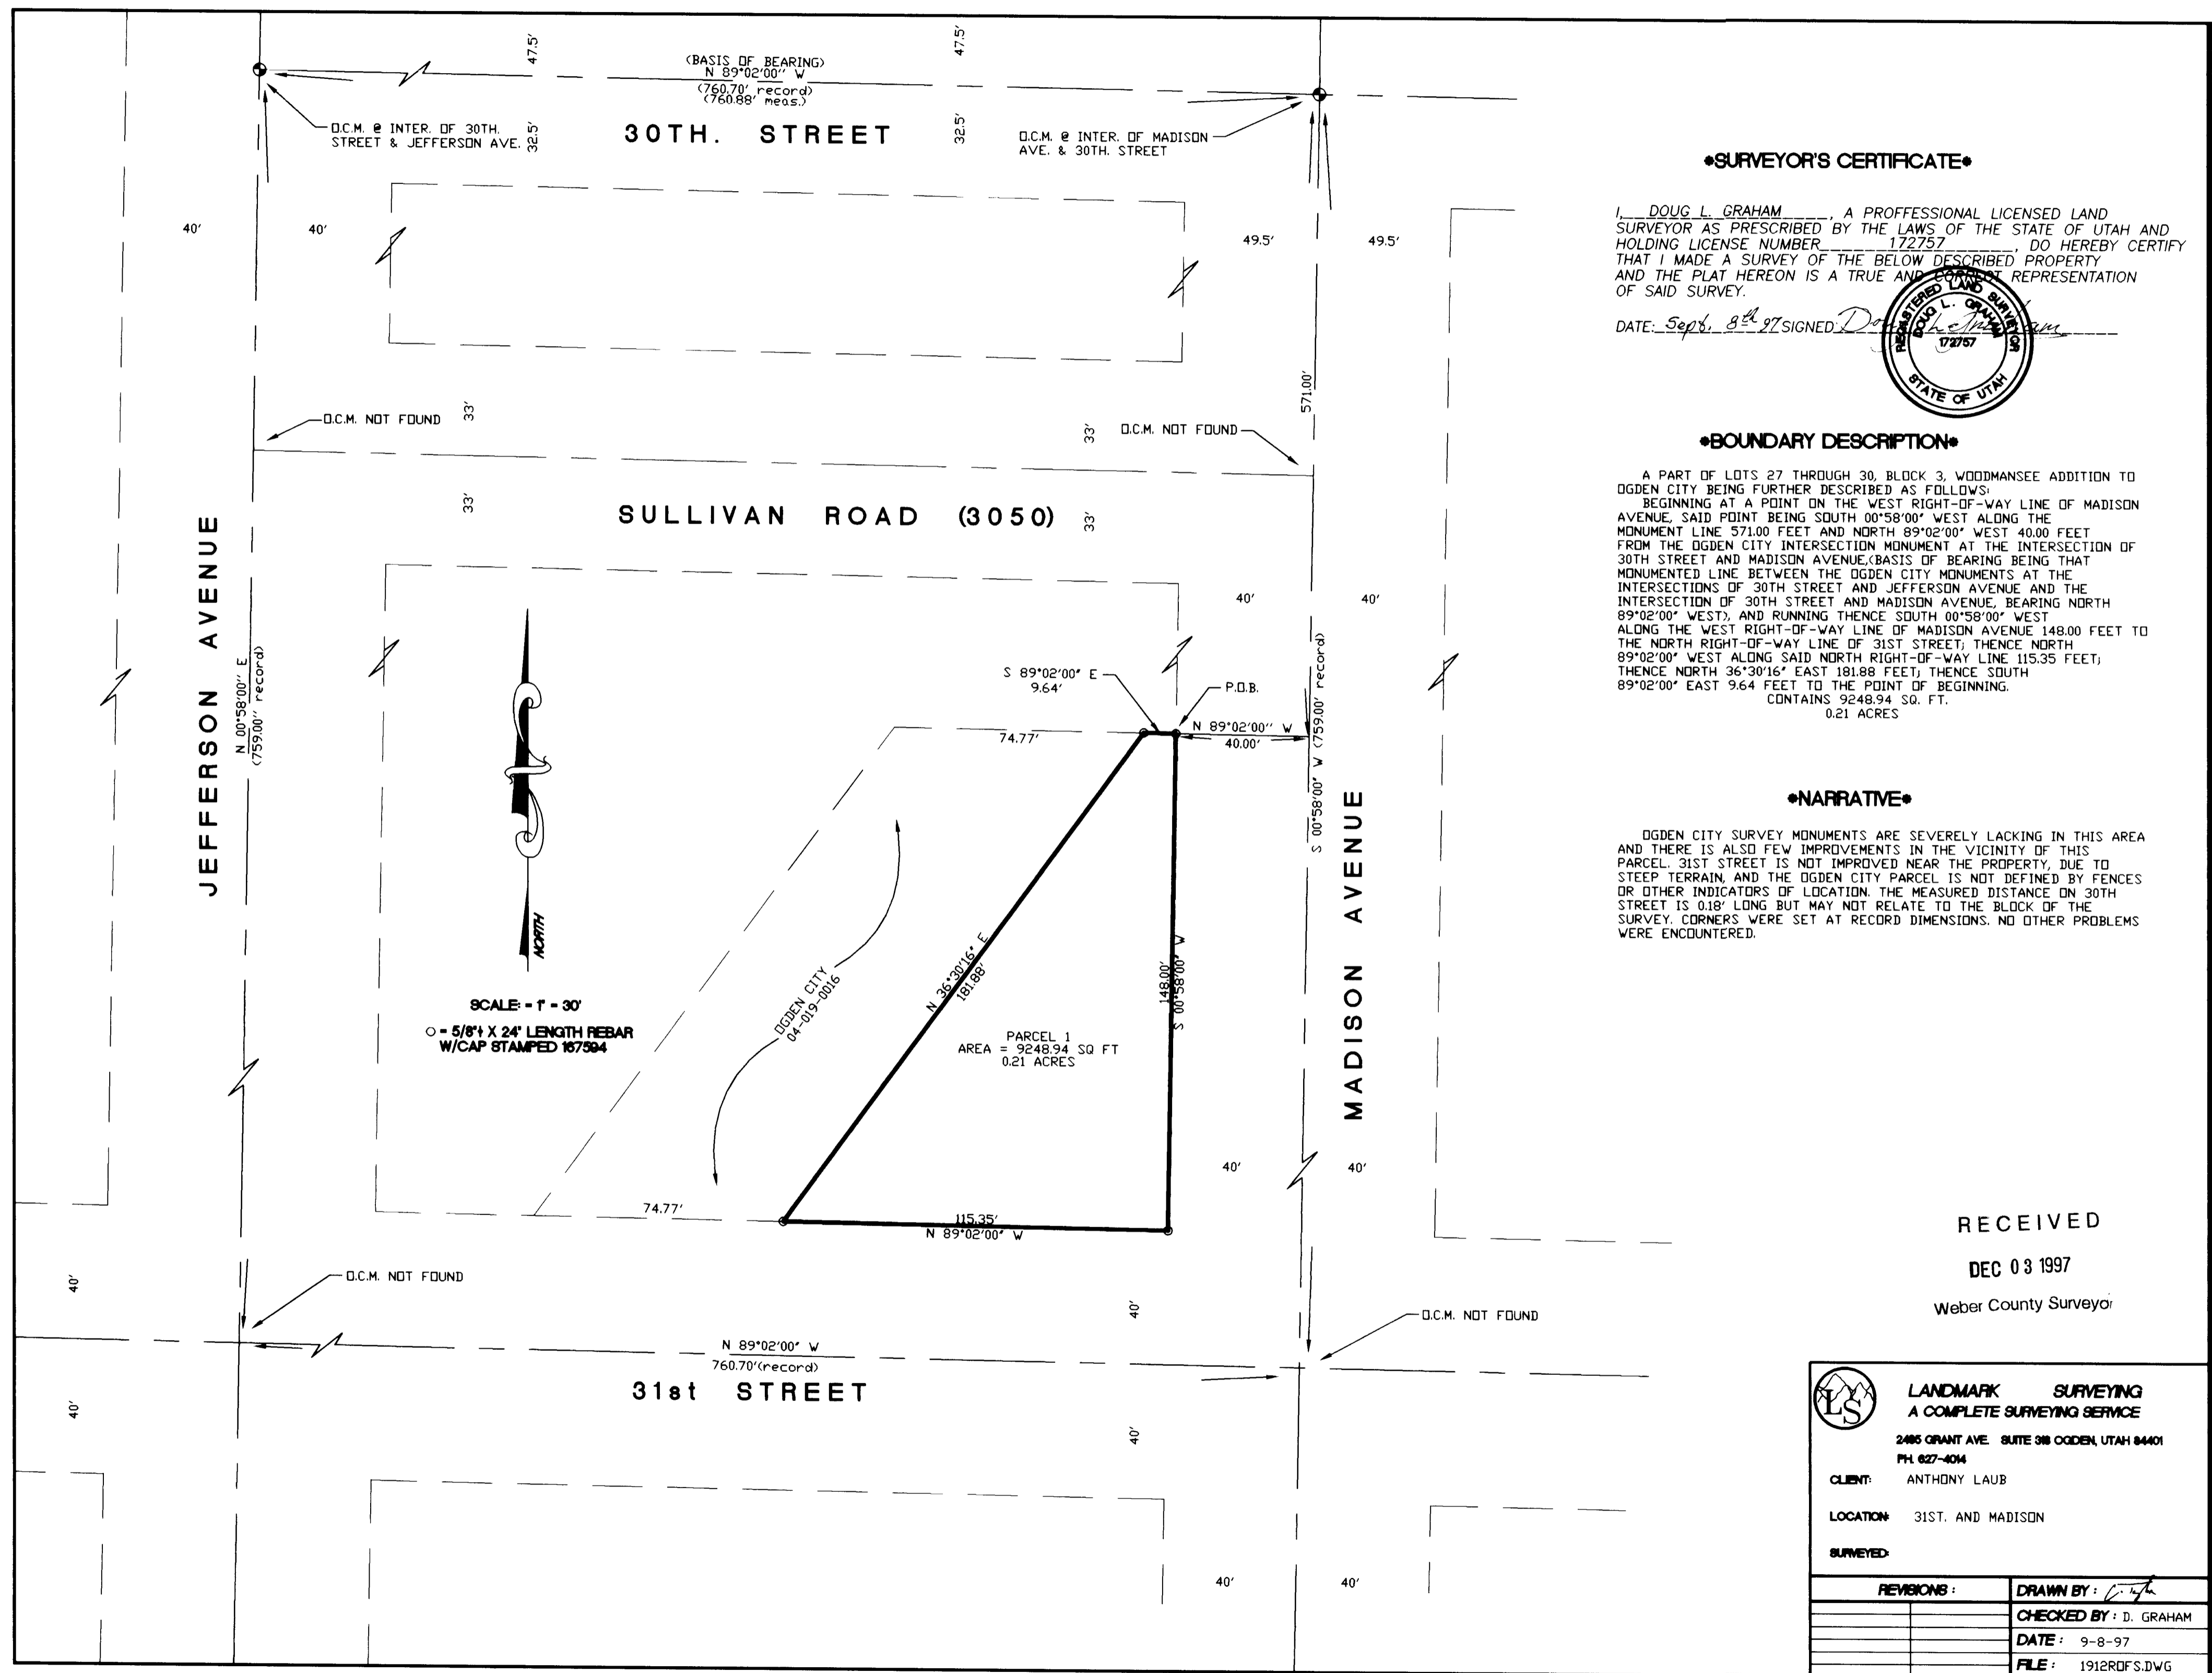 (BASIS OF BEARING)
N 89°02'00'' W
(760.70' record)
(760.88' meas.)
47.5'
47.5'
32.5'
32.5'
O.C.M. @ INTER. OF 30TH.
STREET & JEFFERSON AVE.
30TH. STREET
O.C.M. @ INTER. OF MADISON
AVE. & 30TH. STREET
40'
40'
49.5'
49.5'
571.00'
O.C.M. NOT FOUND
33'
33'
O.C.M. NOT FOUND
SULLIVAN ROAD (3050)
33'
33'
JEFFERSON AVENUE
N 00°58'00'' E
(759.00'' record)
40'
40'
S 89°02'00'' E
9.64'
P.O.B.
N 89°02'00'' W
40.00'
74.77'
S 00°58'00'' W (759.00' record)
NORTH
SCALE: = 1" = 30'
O = 5/8"∮ X 24" LENGTH REBAR
W/CAP STAMPED 167594
OGDEN CITY
04-019-0016
N 36°30'16" E
181.88'
148.00'
S 00°58'00" W
PARCEL 1
AREA = 9248.94 SQ FT
0.21 ACRES
MADISON AVENUE
40'
40'
74.77'
115.35'
N 89°02'00" W
40'
O.C.M. NOT FOUND
40'
O.C.M. NOT FOUND
N 89°02'00" W
760.70'(record)
31st STREET
40'
40'
40'
40'
*SURVEYOR'S CERTIFICATE*
I, DOUG L. GRAHAM, A PROFFESSIONAL LICENSED LAND
SURVEYOR AS PRESCRIBED BY THE LAWS OF THE STATE OF UTAH AND
HOLDING LICENSE NUMBER 172757, DO HEREBY CERTIFY
THAT I MADE A SURVEY OF THE BELOW DESCRIBED PROPERTY
AND THE PLAT HEREON IS A TRUE AND CORRECT REPRESENTATION
OF SAID SURVEY.
DATE: Sept. 8th 97 SIGNED: Doug L. Graham
REGISTERED LAND SURVEYOR
DOUG L. GRAHAM
172757
STATE OF UTAH
*BOUNDARY DESCRIPTION*
A PART OF LOTS 27 THROUGH 30, BLOCK 3, WOODMANSEE ADDITION TO
OGDEN CITY BEING FURTHER DESCRIBED AS FOLLOWS:
BEGINNING AT A POINT ON THE WEST RIGHT-OF-WAY LINE OF MADISON
AVENUE, SAID POINT BEING SOUTH 00°58'00" WEST ALONG THE
MONUMENT LINE 571.00 FEET AND NORTH 89°02'00" WEST 40.00 FEET
FROM THE OGDEN CITY INTERSECTION MONUMENT AT THE INTERSECTION OF
30TH STREET AND MADISON AVENUE,(BASIS OF BEARING BEING THAT
MONUMENTED LINE BETWEEN THE OGDEN CITY MONUMENTS AT THE
INTERSECTIONS OF 30TH STREET AND JEFFERSON AVENUE AND THE
INTERSECTION OF 30TH STREET AND MADISON AVENUE, BEARING NORTH
89°02'00" WEST), AND RUNNING THENCE SOUTH 00°58'00" WEST
ALONG THE WEST RIGHT-OF-WAY LINE OF MADISON AVENUE 148.00 FEET TO
THE NORTH RIGHT-OF-WAY LINE OF 31ST STREET; THENCE NORTH
89°02'00" WEST ALONG SAID NORTH RIGHT-OF-WAY LINE 115.35 FEET;
THENCE NORTH 36°30'16" EAST 181.88 FEET; THENCE SOUTH
89°02'00" EAST 9.64 FEET TO THE POINT OF BEGINNING.
CONTAINS 9248.94 SQ. FT.
0.21 ACRES
*NARRATIVE*
OGDEN CITY SURVEY MONUMENTS ARE SEVERELY LACKING IN THIS AREA
AND THERE IS ALSO FEW IMPROVEMENTS IN THE VICINITY OF THIS
PARCEL. 31ST STREET IS NOT IMPROVED NEAR THE PROPERTY, DUE TO
STEEP TERRAIN, AND THE OGDEN CITY PARCEL IS NOT DEFINED BY FENCES
OR OTHER INDICATORS OF LOCATION. THE MEASURED DISTANCE ON 30TH
STREET IS 0.18' LONG BUT MAY NOT RELATE TO THE BLOCK OF THE
SURVEY. CORNERS WERE SET AT RECORD DIMENSIONS. NO OTHER PROBLEMS
WERE ENCOUNTERED.
RECEIVED
DEC 03 1997
Weber County Surveyor
LS
LANDMARK SURVEYING
A COMPLETE SURVEYING SERVICE
2485 GRANT AVE. SUITE OGDEN, UTAH 84401
PH. 627-4014
CLIENT: ANTHONY LAUB
LOCATION: 31ST. AND MADISON
SURVEYED:
REVISIONS :
DRAWN BY :
CHECKED BY : D. GRAHAM
DATE : 9-8-97
FILE : 1912ROFS.DWG